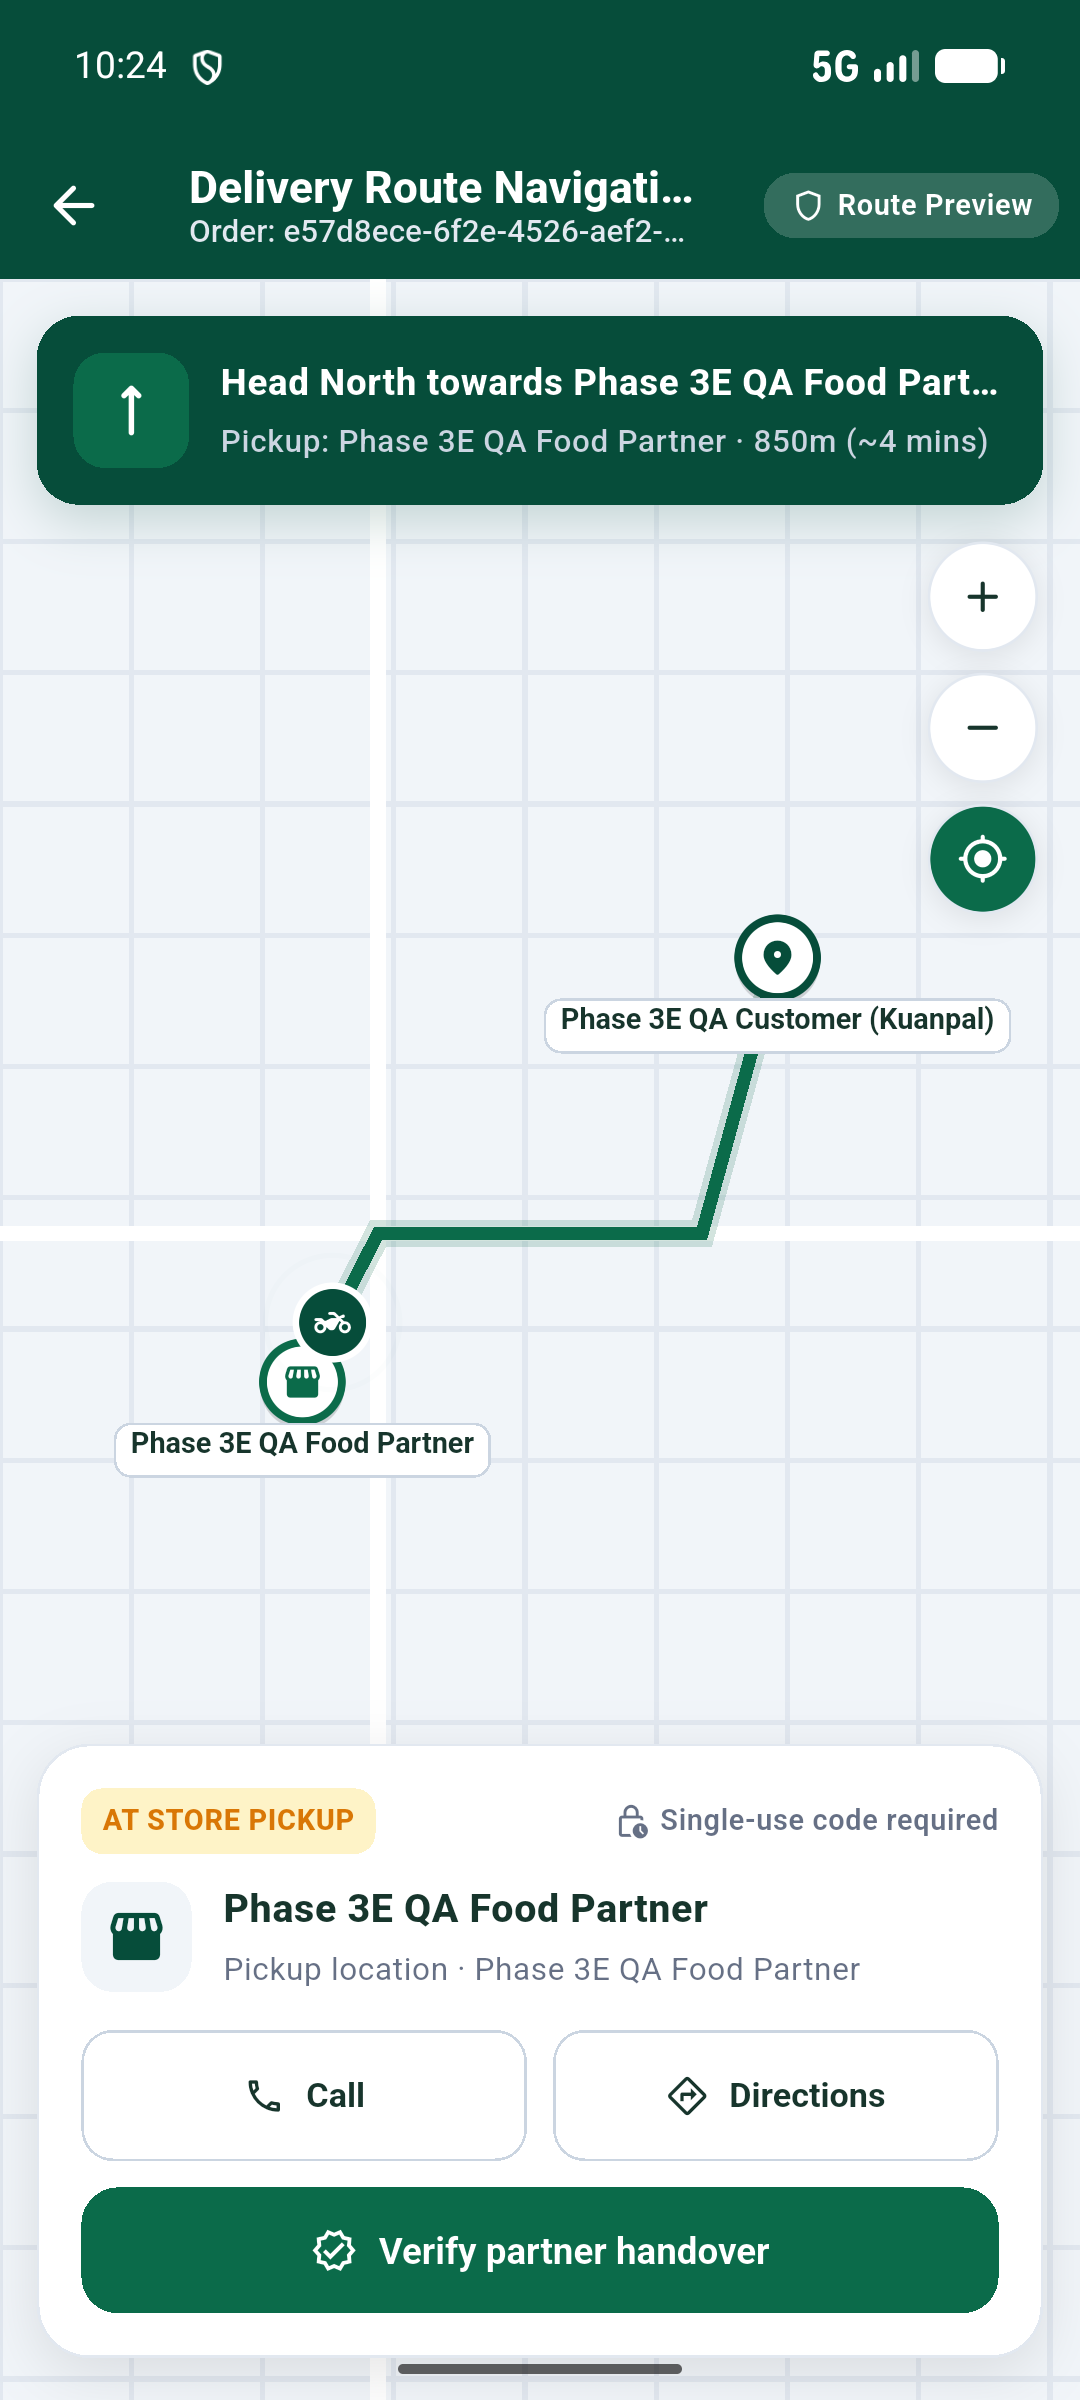 10:24
5G
Delivery Route Navigati...
Order: e57d8ece-6f2e-4526-aef2-...
Route Preview
Head North towards Phase 3E QA Food Part...
Pickup: Phase 3E QA Food Partner · 850m (~4 mins)
Phase 3E QA Customer (Kuanpal)
Phase 3E QA Food Partner
AT STORE PICKUP
Single-use code required
Phase 3E QA Food Partner
Pickup location · Phase 3E QA Food Partner
Call
Directions
Verify partner handover